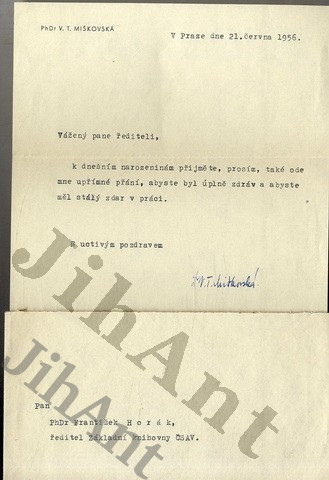 PhDr V. T. MIŠKOVSKÁ
V Praze dne 21.června 1956.
Vážený pane řediteli,
k dnešním narozeninám přijměte, prosím, také ode
mne upřímné přání, abyste byl úplně zdráv a abyste
měl stálý zdar v práci.
S uctivým pozdravem
V.T. Miškovská
Pan
PhDr František H o r á k,
ředitel Základní knihovny ČSAV.
JihAnt
JihAnt